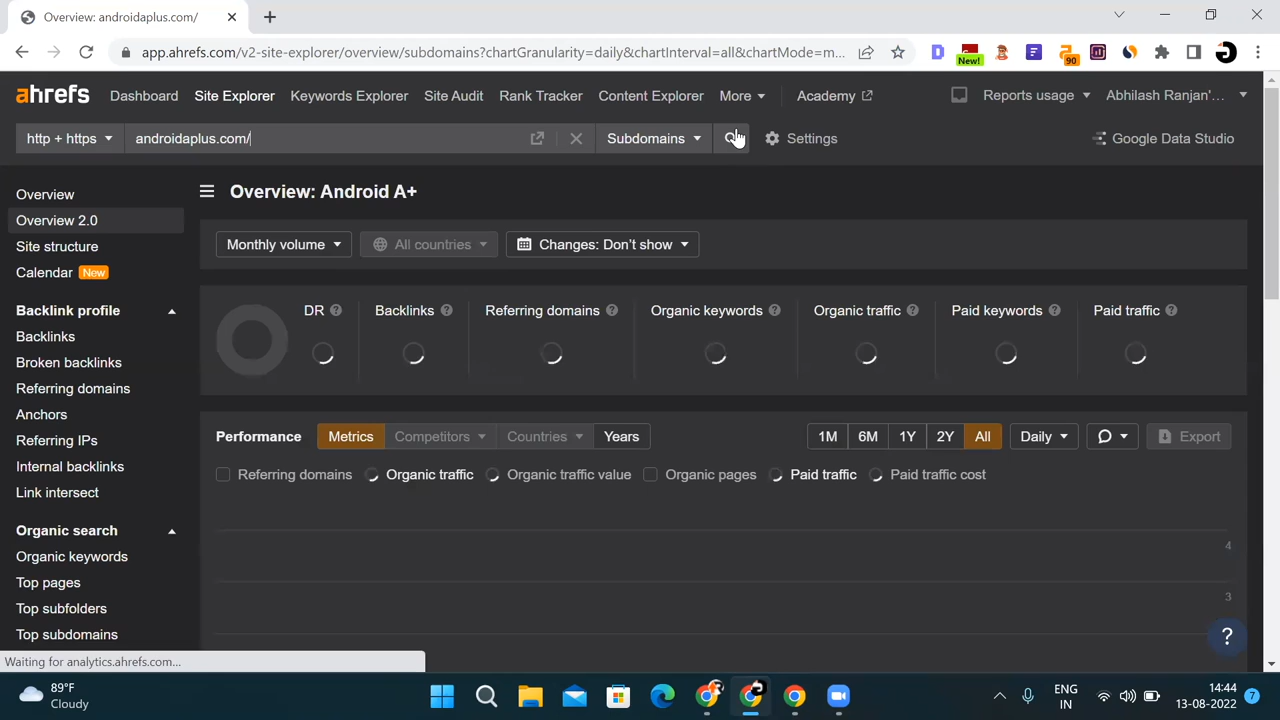 Overview: androidaplus.com/
app.ahrefs.com/v2-site-explorer/overview/subdomains?chartGranularity=daily&chartInterval=all&chartMode=m...
New!
90
ahrefs Dashboard Site Explorer Keywords Explorer Site Audit Rank Tracker Content Explorer More Academy Reports usage Abhilash Ranjan'...
http + https androidaplus.com/ Subdomains Settings Google Data Studio
Overview
Overview 2.0
Site structure
Calendar New
Backlink profile
Backlinks
Broken backlinks
Referring domains
Anchors
Referring IPs
Internal backlinks
Link intersect
Organic search
Organic keywords
Top pages
Top subfolders
Top subdomains
Overview: Android A+
Monthly volume All countries Changes: Don't show
DR Backlinks Referring domains Organic keywords Organic traffic Paid keywords Paid traffic
Performance Metrics Competitors Countries Years 1M 6M 1Y 2Y All Daily Export
Referring domains Organic traffic Organic traffic value Organic pages Paid traffic Paid traffic cost
4
3
?
Waiting for analytics.ahrefs.com...
89°F
Cloudy
ENG
IN
14:44
13-08-2022
7